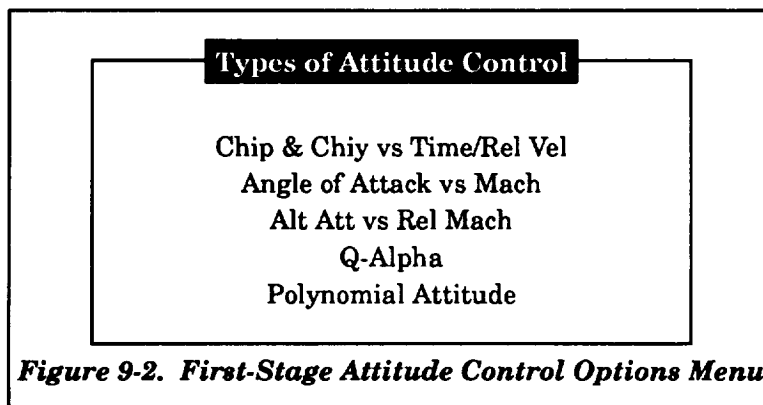 Types of Attitude Control
Chip & Chiy vs Time/Rel Vel
Angle of Attack vs Mach
Alt Att vs Rel Mach
Q-Alpha
Polynomial Attitude
Figure 9-2. First-Stage Attitude Control Options Menu